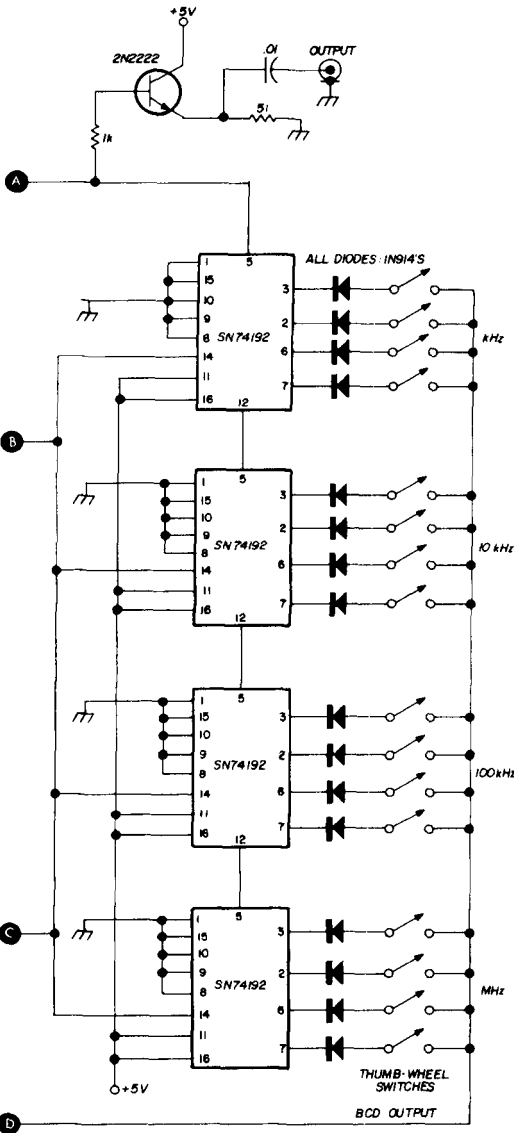 +5V
2N2222
.01
OUTPUT
1k
51
A
5
ALL DIODES: 1N914'S
1
15
10
9
8
14
11
16
SN74192
3
2
6
7
12
kHz
B
5
1
15
10
9
8
14
11
16
SN74192
3
2
6
7
12
10 kHz
5
1
15
10
9
8
14
11
16
SN74192
3
2
6
7
12
100kHz
C
5
1
15
10
9
8
14
11
16
SN74192
3
2
6
7
MHz
+5V
THUMB-WHEEL
SWITCHES
BCD OUTPUT
D